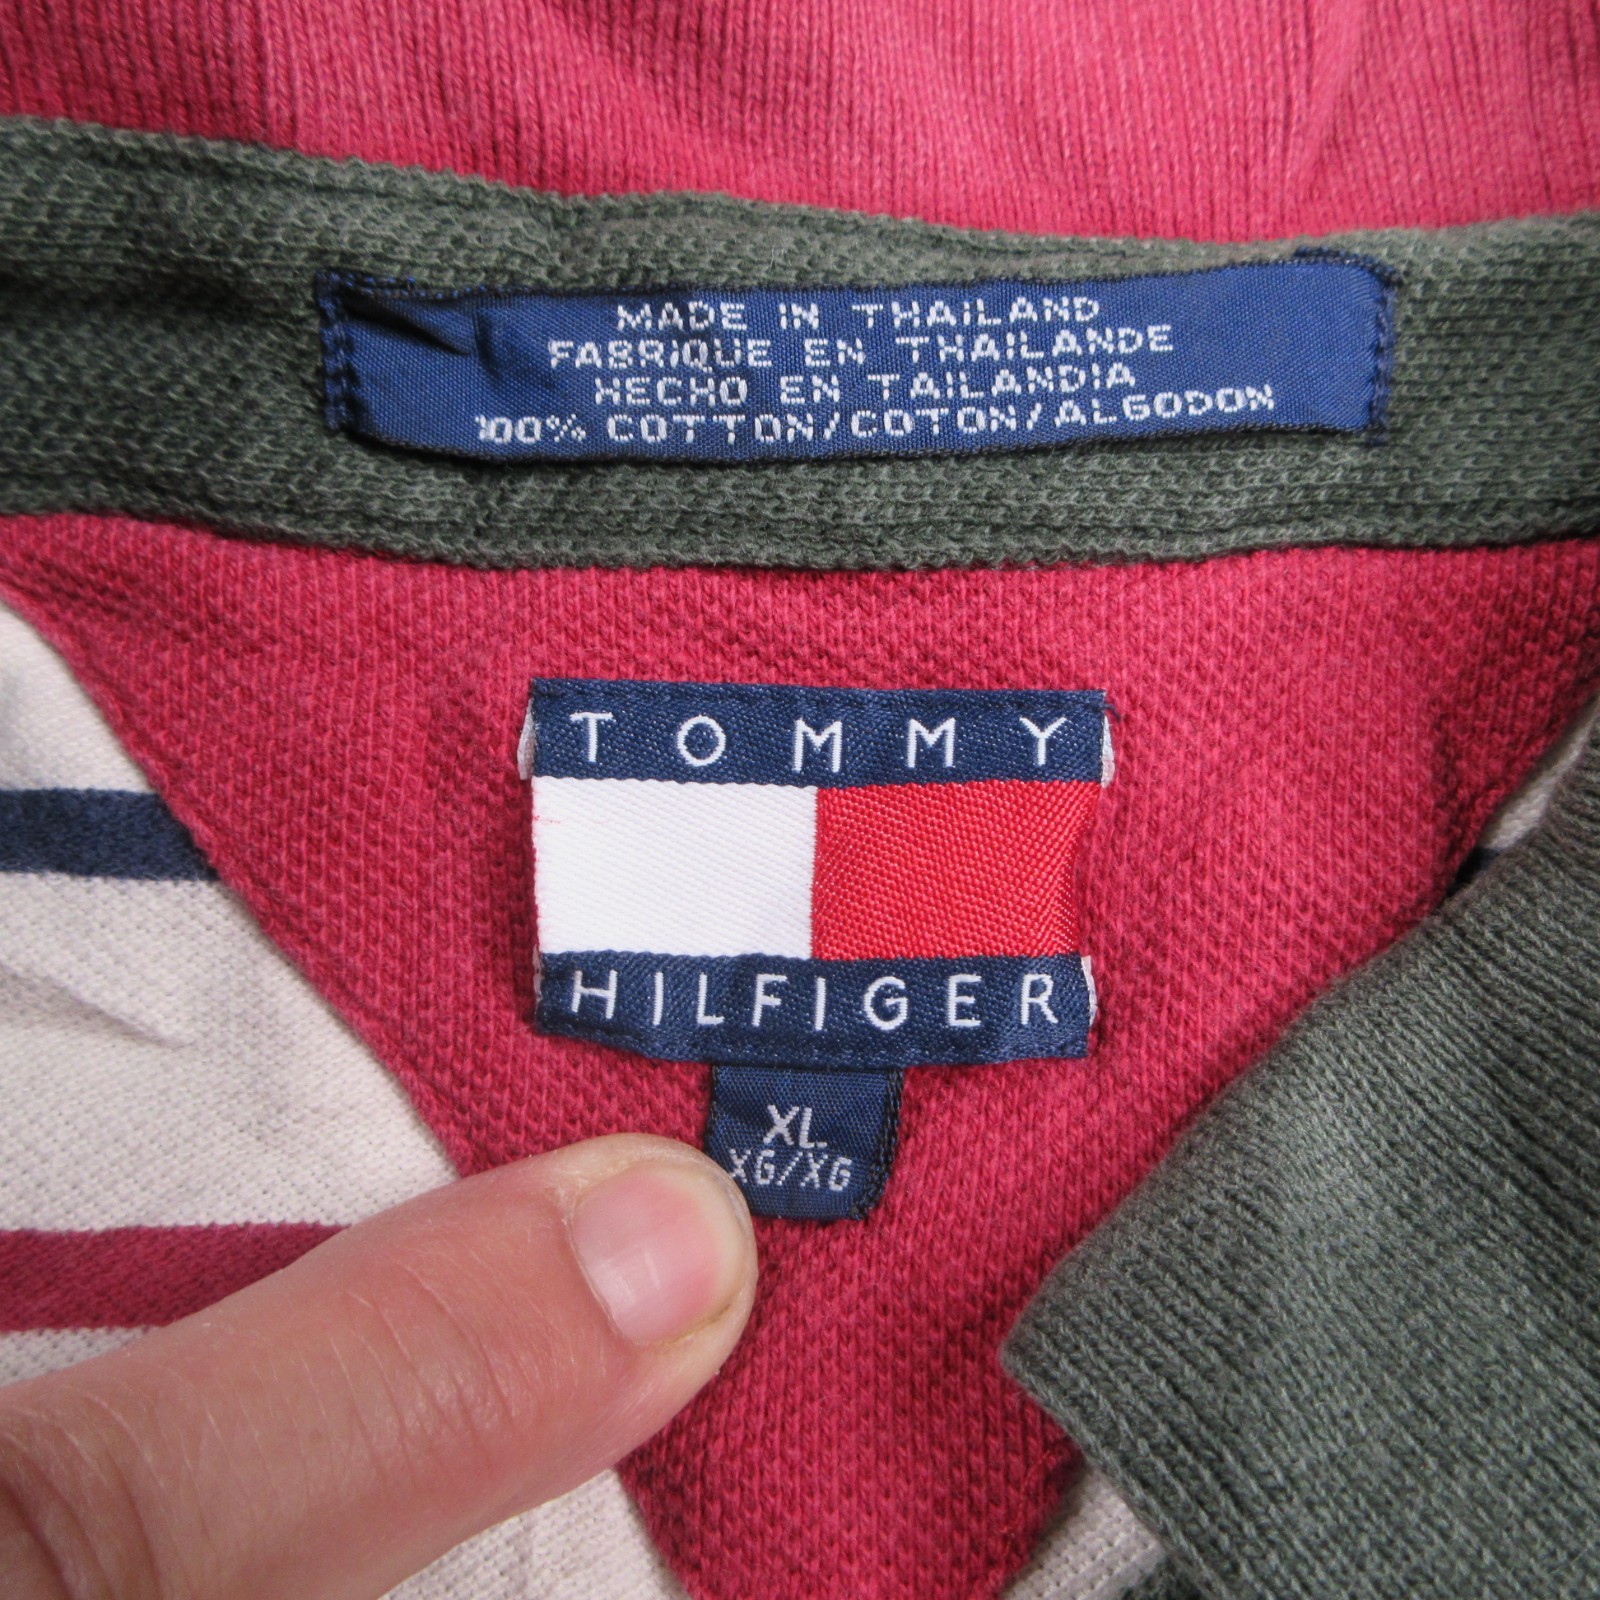 MADE IN THAILAND
FABRIQUE EN THAILANDE
HECHO EN TAILANDIA
100% COTTON/COTON/ALGODON
TOMMY
HILFIGER
XL
XG/XG